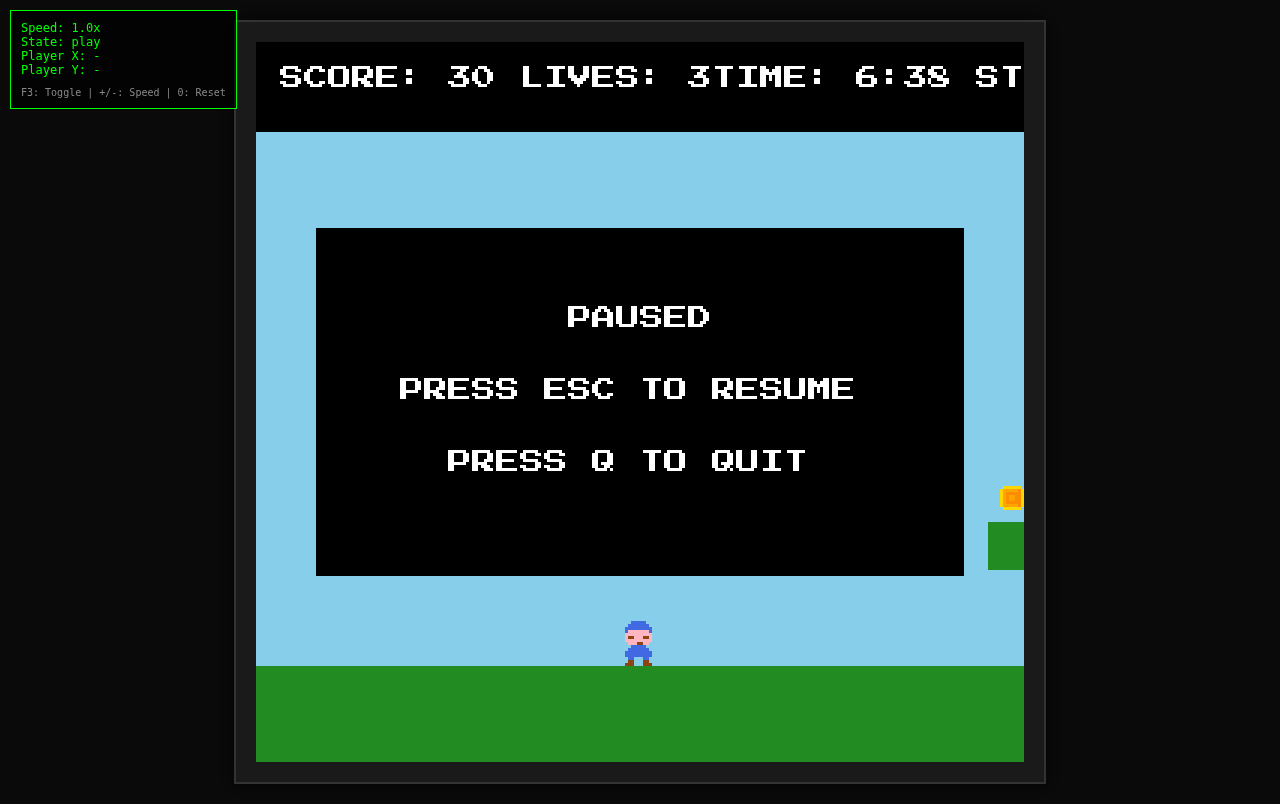 Speed: 1.0x
State: play
Player X: -
Player Y: -
F3: Toggle | +/-: Speed | 0: Reset
SCORE: 30 LIVES: 3TIME: 6:38 ST
PAUSED
PRESS ESC TO RESUME
PRESS Q TO QUIT